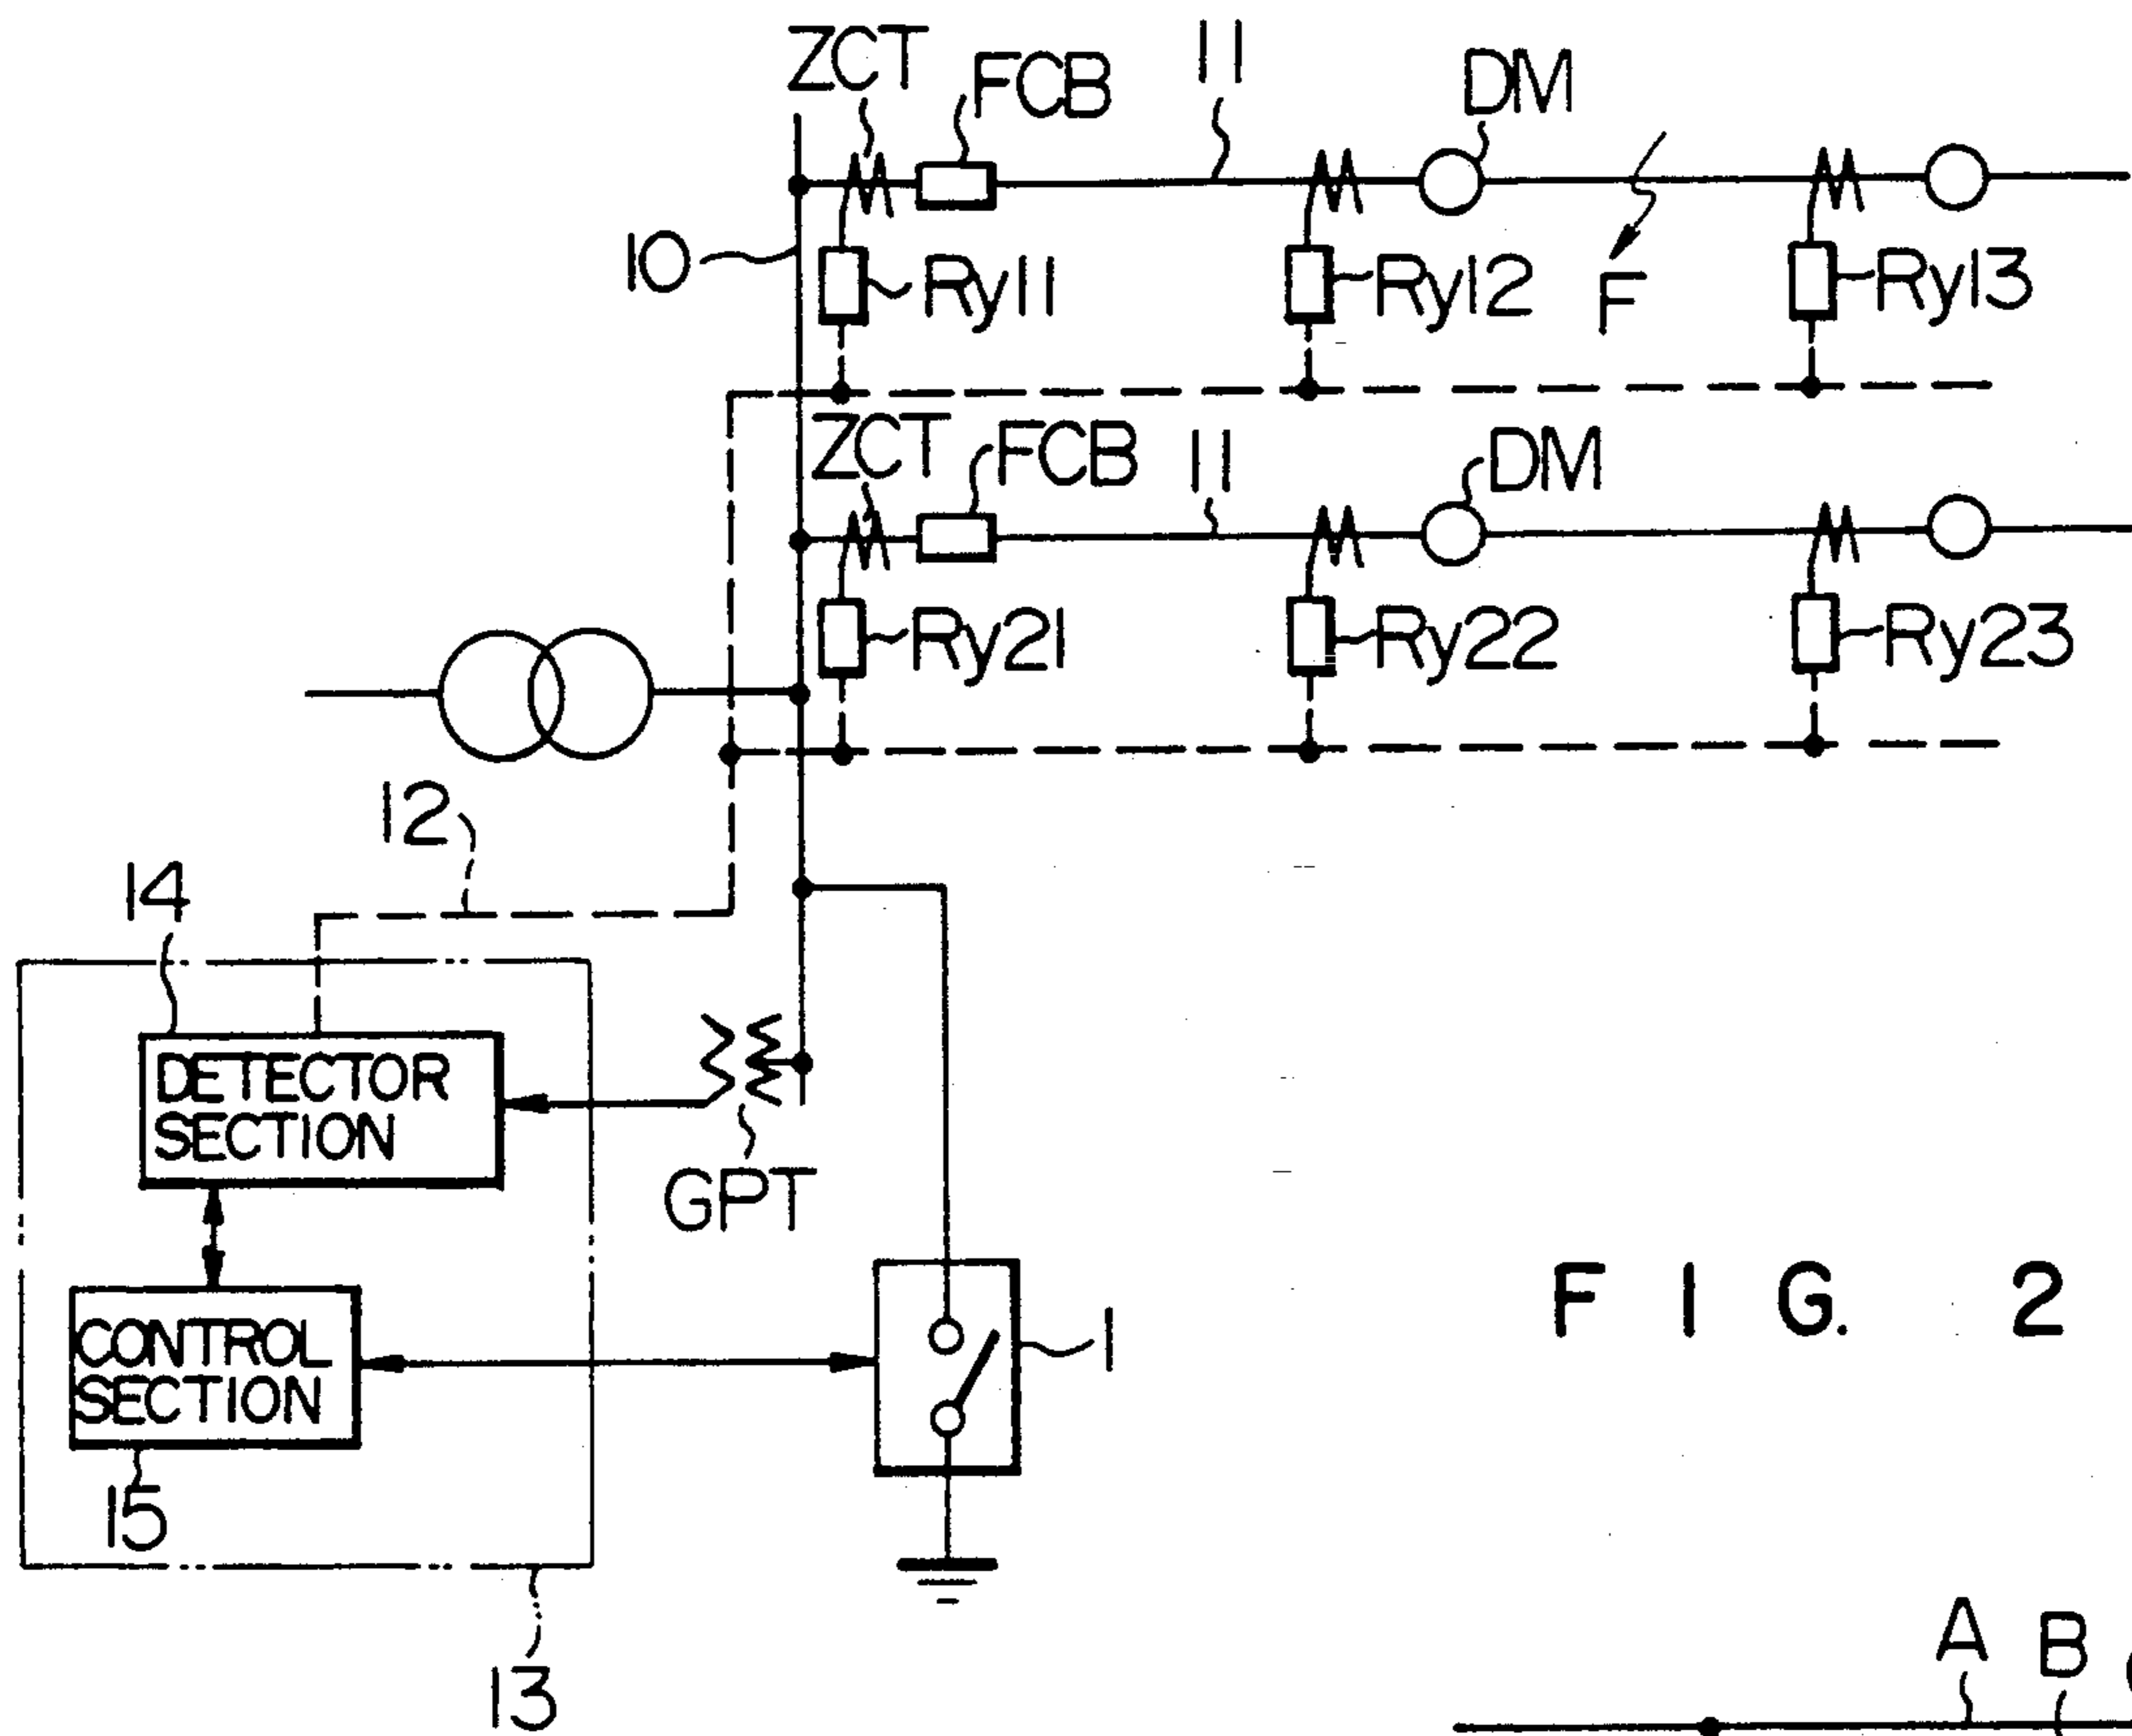 ZCT FCB 11 DM
10 Ry11 Ry12 F Ry13
ZCT FCB 11 DM
Ry21 Ry22 Ry23
12
14
DETECTOR
SECTION
GPT
CONTROL
SECTION
1
FIG. 2
15
13
A B